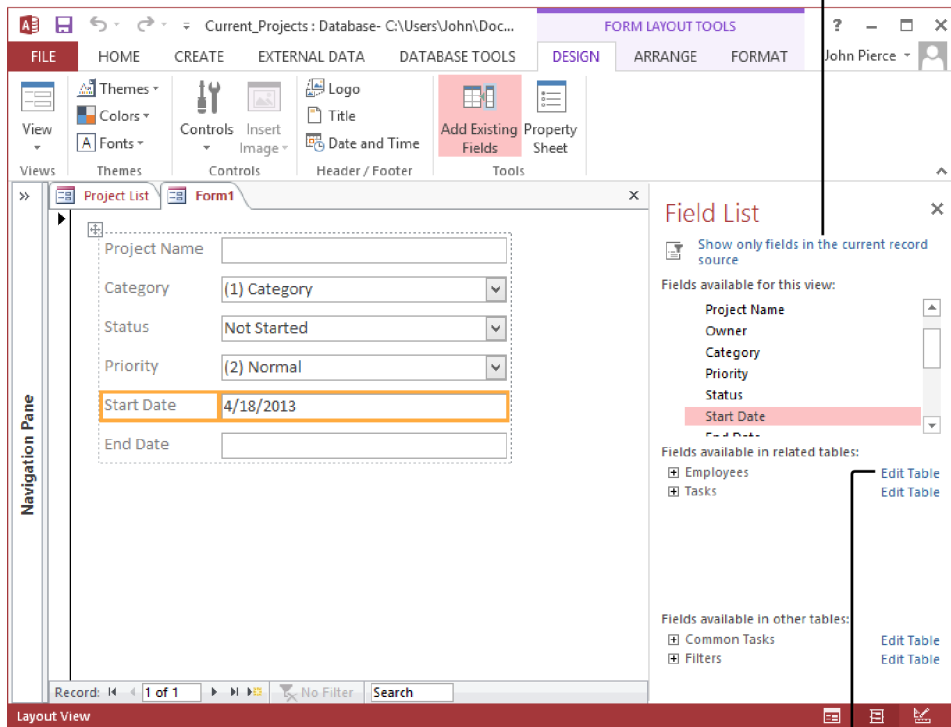 Current_Projects : Database- C:\Users\John\Doc...
FORM LAYOUT TOOLS
?
FILE HOME CREATE EXTERNAL DATA DATABASE TOOLS DESIGN ARRANGE FORMAT John Pierce
View
Themes
Colors
A Fonts
Controls
Insert Image
Logo
Title
Date and Time
Add Existing Fields
Property Sheet
Views Themes Controls Header / Footer Tools
Project List Form1
Navigation Pane
Project Name
Category (1) Category
Status Not Started
Priority (2) Normal
Start Date 4/18/2013
End Date
Field List
Show only fields in the current record
source
Fields available for this view:
Project Name
Owner
Category
Priority
Status
Start Date
End Date
Fields available in related tables:
Employees Edit Table
Tasks Edit Table
Fields available in other tables:
Common Tasks Edit Table
Filters Edit Table
Record: 1 of 1 No Filter Search
Layout View